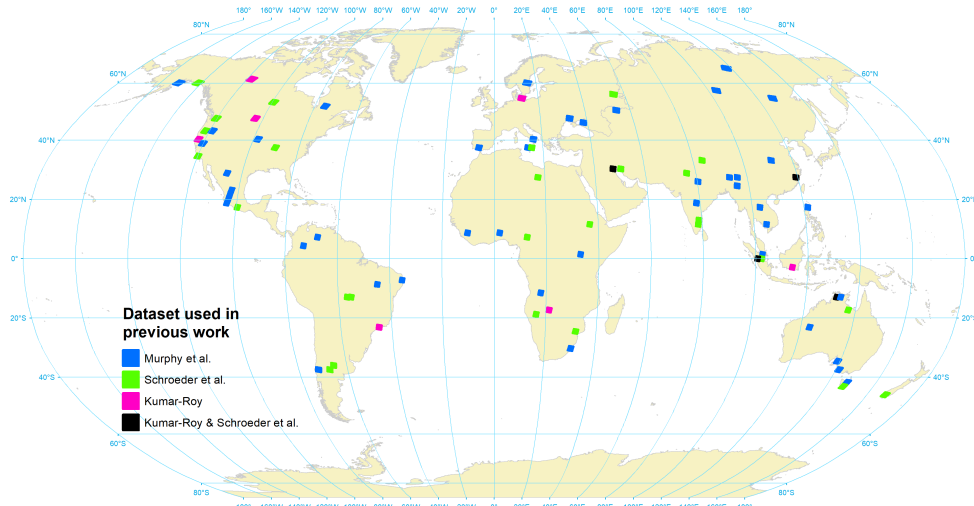 180° 160°W 140°W 120°W 100°W 80°W 60°W 40°W 20°W 0° 20°E 40°E 60°E 80°E 100°E 120°E 140°E 160°E 180°
80°N 80°N
60°N 60°N
40°N 40°N
20°N 20°N
0° 0°
20°S 20°S
Dataset used in
previous work
Murphy et al.
Schroeder et al.
Kumar-Roy
Kumar-Roy & Schroeder et al.
40°S 40°S
60°S 60°S
80°S 80°S